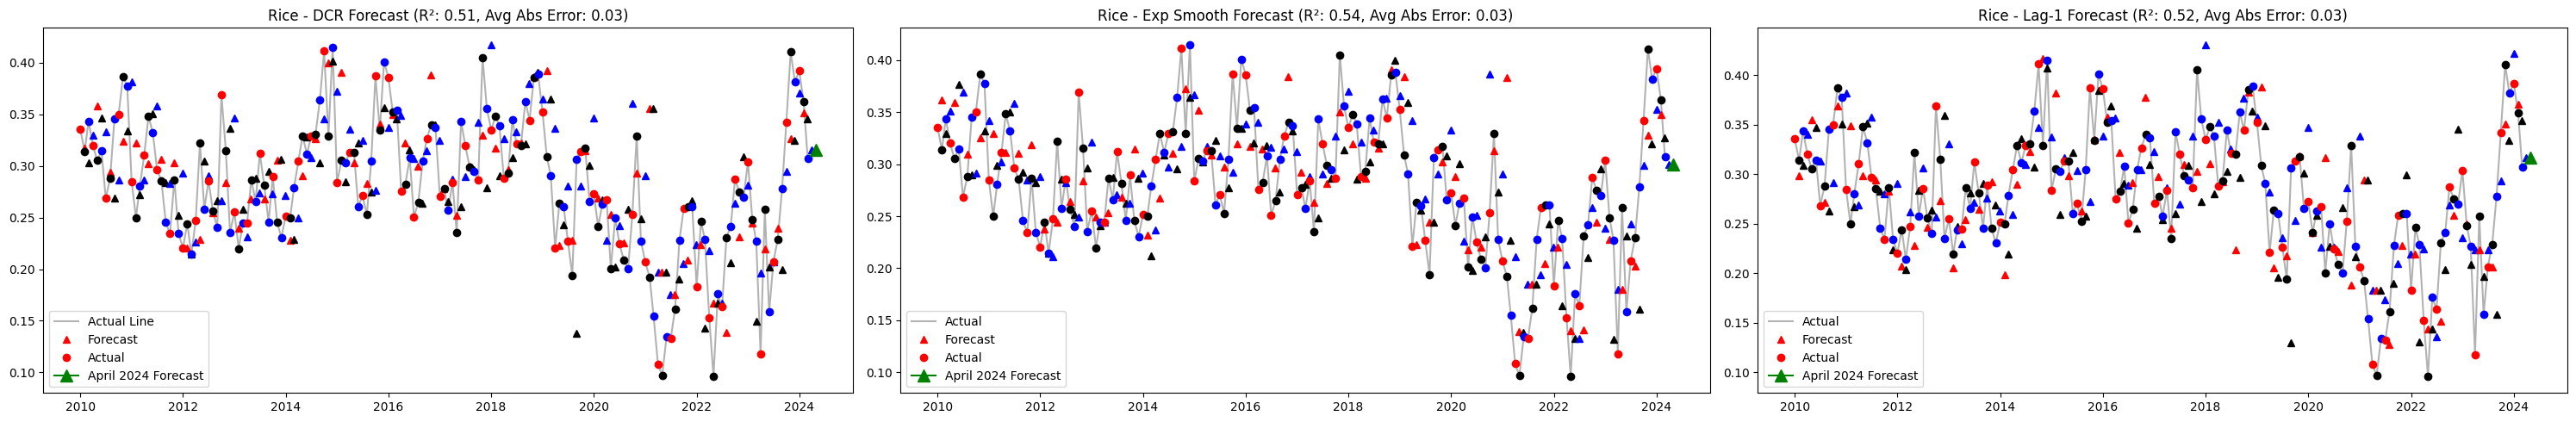 Rice - DCR Forecast (R²: 0.51, Avg Abs Error: 0.03)
0.40
0.35
0.30
0.25
0.20
0.15
0.10
Actual Line
Forecast
Actual
April 2024 Forecast
2010 2012 2014 2016 2018 2020 2022 2024
Rice - Exp Smooth Forecast (R²: 0.54, Avg Abs Error: 0.03)
0.40
0.35
0.30
0.25
0.20
0.15
0.10
Actual
Forecast
Actual
April 2024 Forecast
2010 2012 2014 2016 2018 2020 2022 2024
Rice - Lag-1 Forecast (R²: 0.52, Avg Abs Error: 0.03)
0.40
0.35
0.30
0.25
0.20
0.15
0.10
Actual
Forecast
Actual
April 2024 Forecast
2010 2012 2014 2016 2018 2020 2022 2024